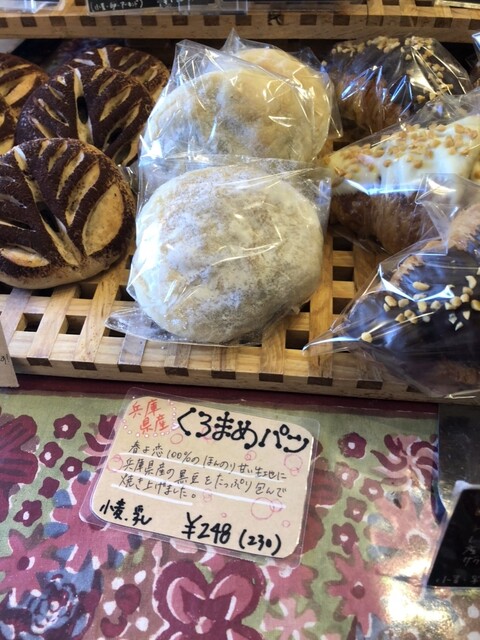 兵庫
県産
くろまめパン
春よ恋100%のほんのり甘い生地に
兵庫県産の黒豆をたっぷり包んで
焼き上げました。
小麦、乳
¥248 (230)